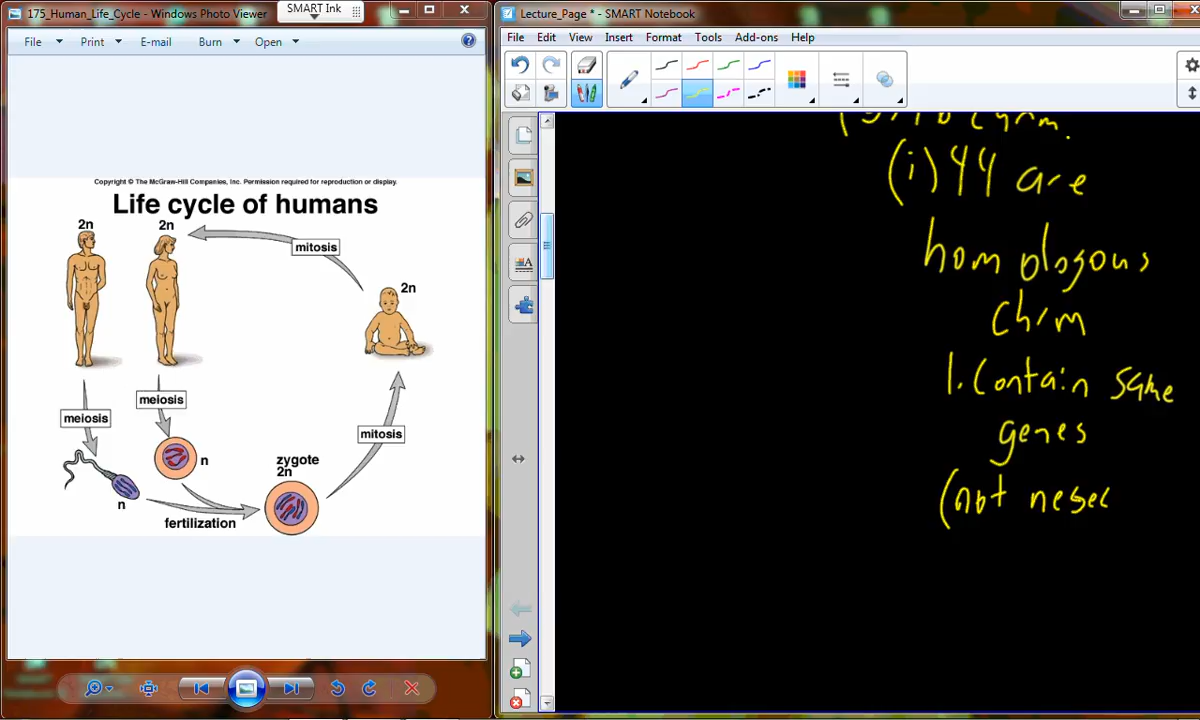 175_Human_Life_Cycle - Windows Photo Viewer
SMART Ink
File Print E-mail Burn Open
Copyright © The McGraw-Hill Companies, Inc. Permission required for reproduction or display.
Life cycle of humans
2n 2n
mitosis
2n
meiosis
meiosis
mitosis
n
zygote
2n
n
fertilization
Lecture_Page * - SMART Notebook
File Edit View Insert Format Tools Add-ons Help
(i) 44 are
homologous
chrm
1. Contain same
genes
(not nesec